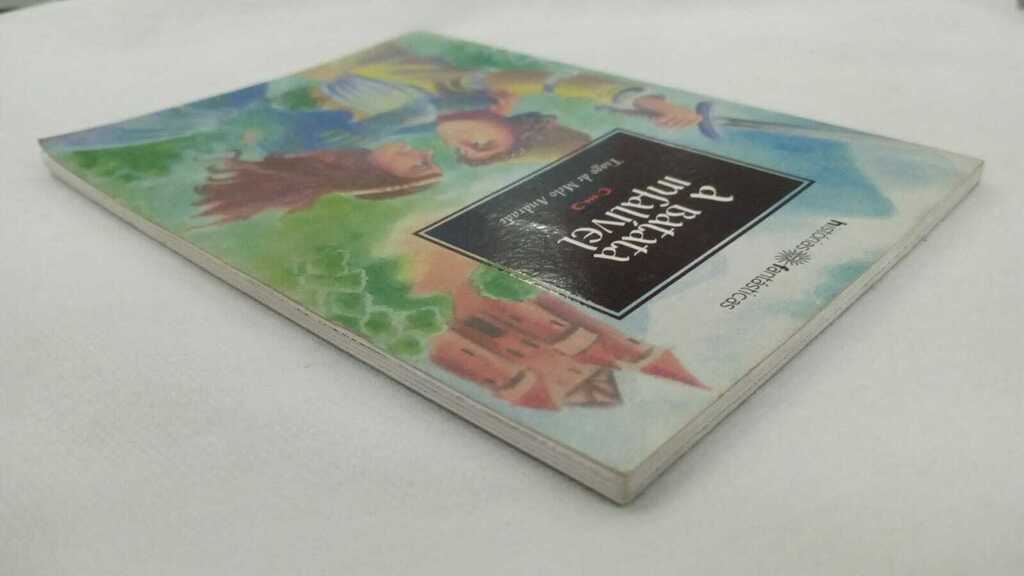 histórias fantásticas
A Batata
Infalível
Tiago de Melo Andrade